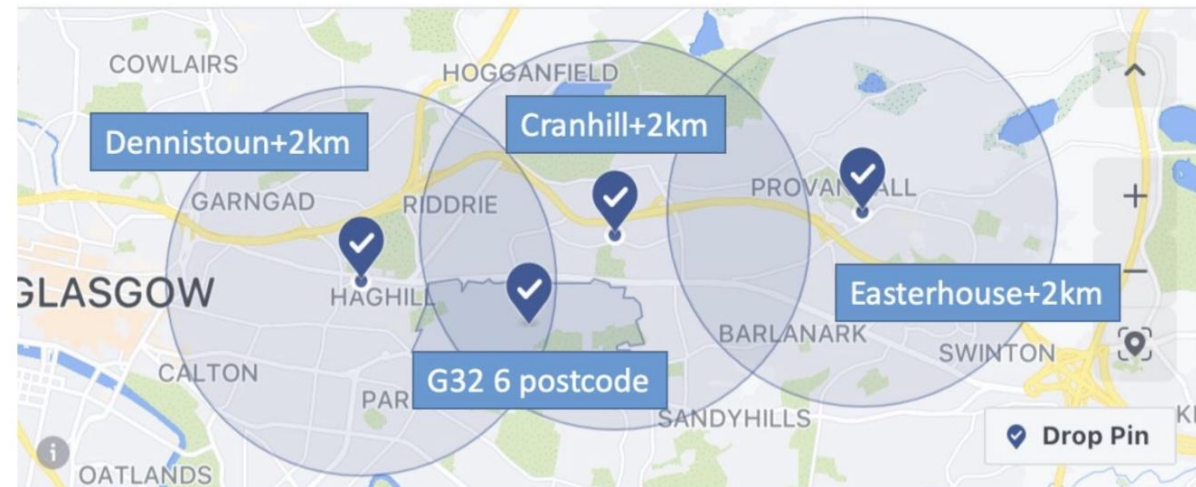 COWLAIRS
HOGGANFIELD
Dennistoun+2km
Cranhill+2km
GARNGAD
RIDDRIE
PROVAN ALL
GLASGOW
HAGHILL
Easterhouse+2km
BARLANARK
SWINTON
CALTON
G32 6 postcode
PAR
SANDYHILLS
Drop Pin
OATLANDS